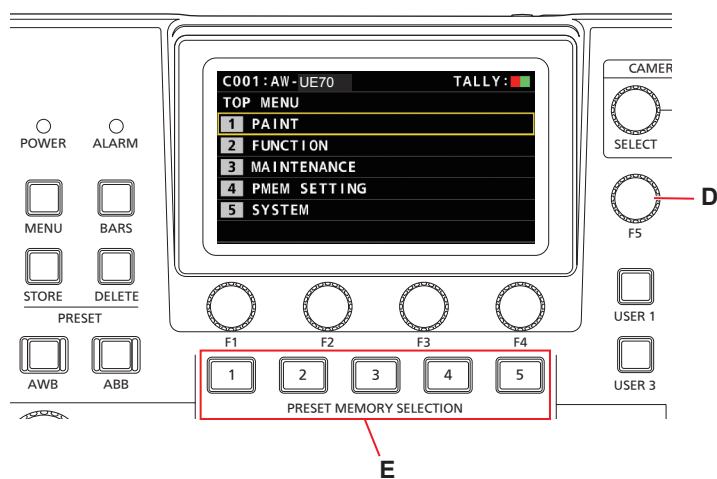 C001:AW-UE70 TALLY:
TOP MENU
1 PAINT
2 FUNCTION
3 MAINTENANCE
4 PMEM SETTING
5 SYSTEM
POWER ALARM
MENU BARS
STORE DELETE
PRESET
AWB ABB
F1 F2 F3 F4
1 2 3 4 5
PRESET MEMORY SELECTION
E
CAMER
SELECT
D
F5
USER 1
USER 3